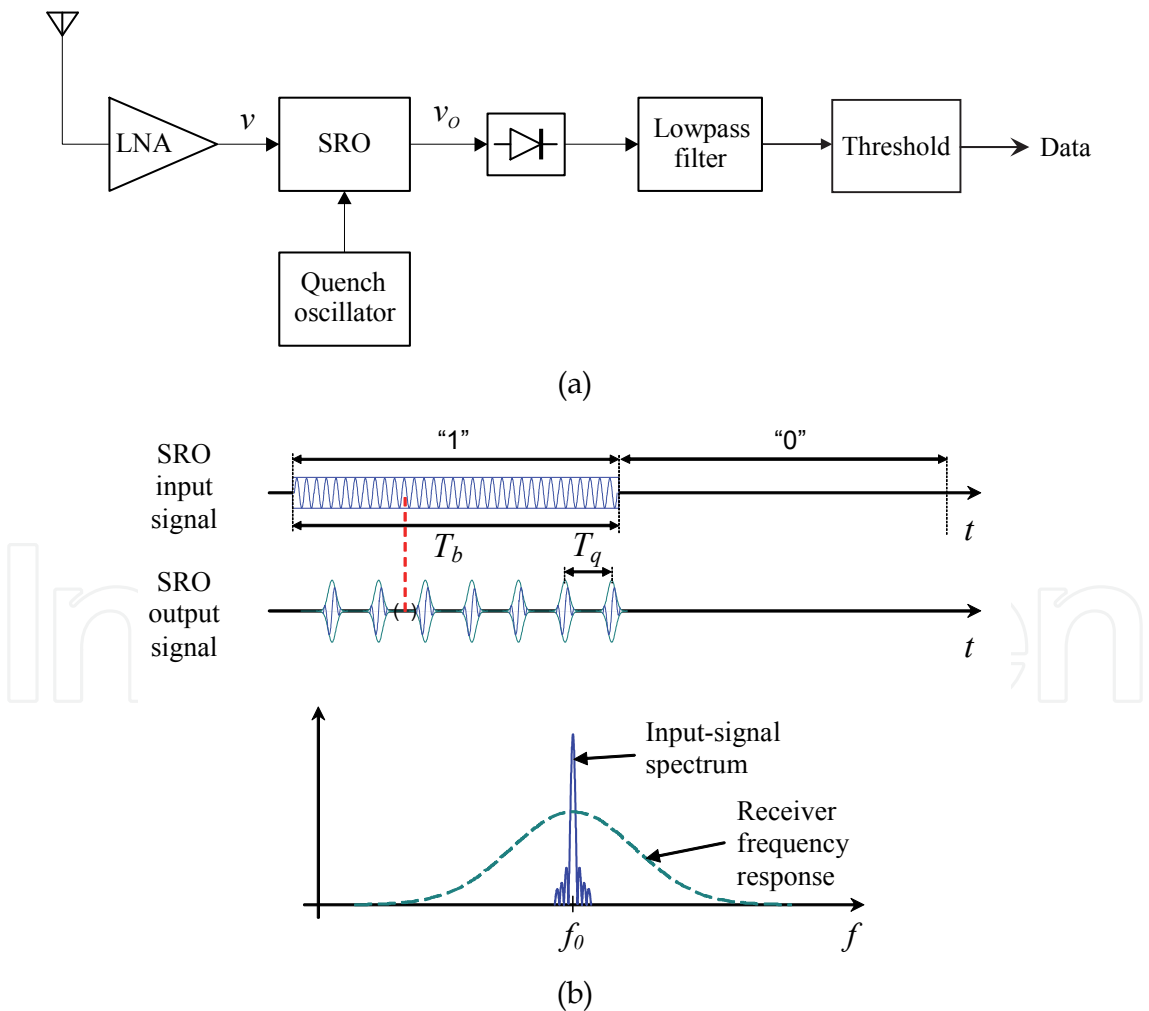 LNA
v
SRO
v_o
Lowpass
filter
Threshold
Data
Quench
oscillator
(a)
SRO
input
signal
“1”
“0”
T_b
T_q
t
SRO
output
signal
( )
t
Input-signal
spectrum
Receiver
frequency
response
f_0
f
(b)